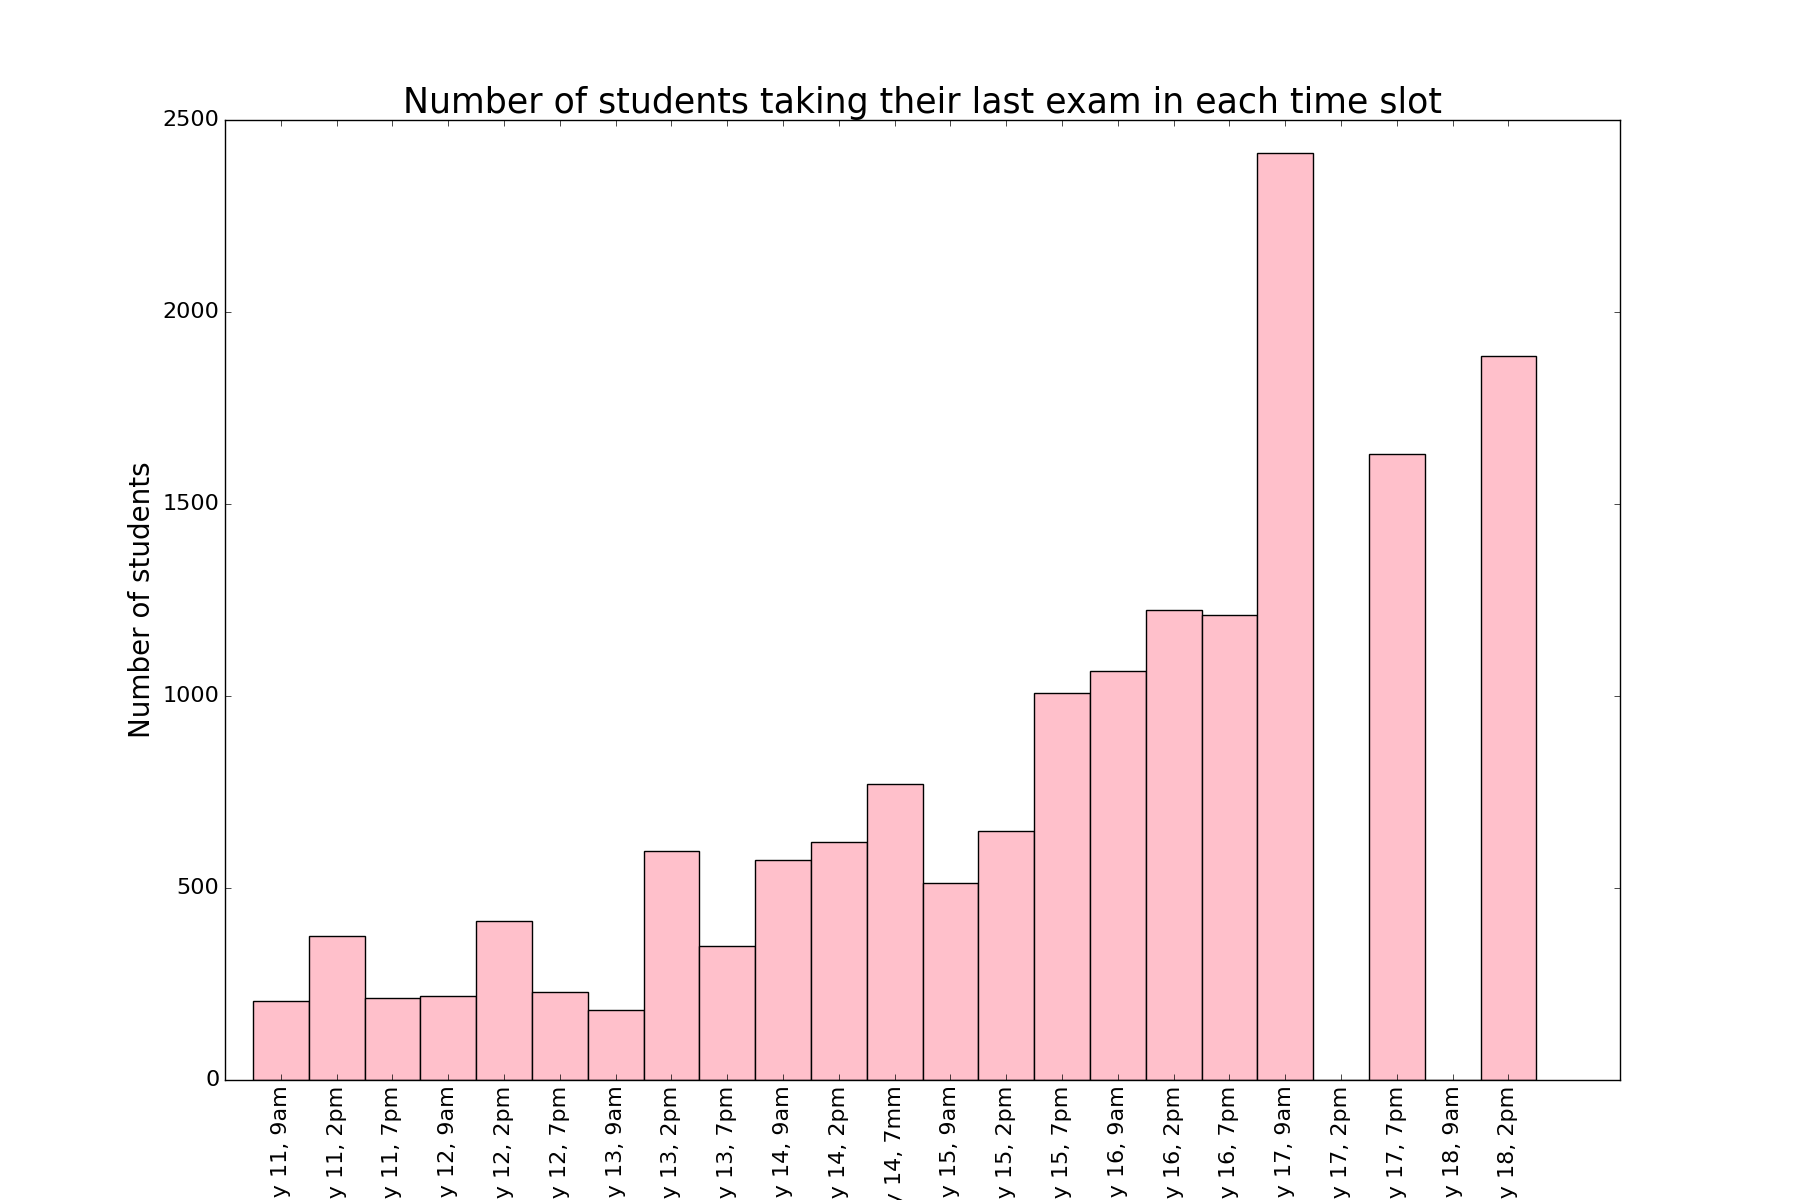 Number of students taking their last exam in each time slot
Number of students
2500
2000
1500
1000
500
0
y 11, 9am
y 11, 2pm
y 11, 7pm
y 12, 9am
y 12, 2pm
y 12, 7pm
y 13, 9am
y 13, 2pm
y 13, 7pm
y 14, 9am
y 14, 2pm
y 14, 7mm
y 15, 9am
y 15, 2pm
y 15, 7pm
y 16, 9am
y 16, 2pm
y 16, 7pm
y 17, 9am
y 17, 2pm
y 17, 7pm
y 18, 9am
y 18, 2pm